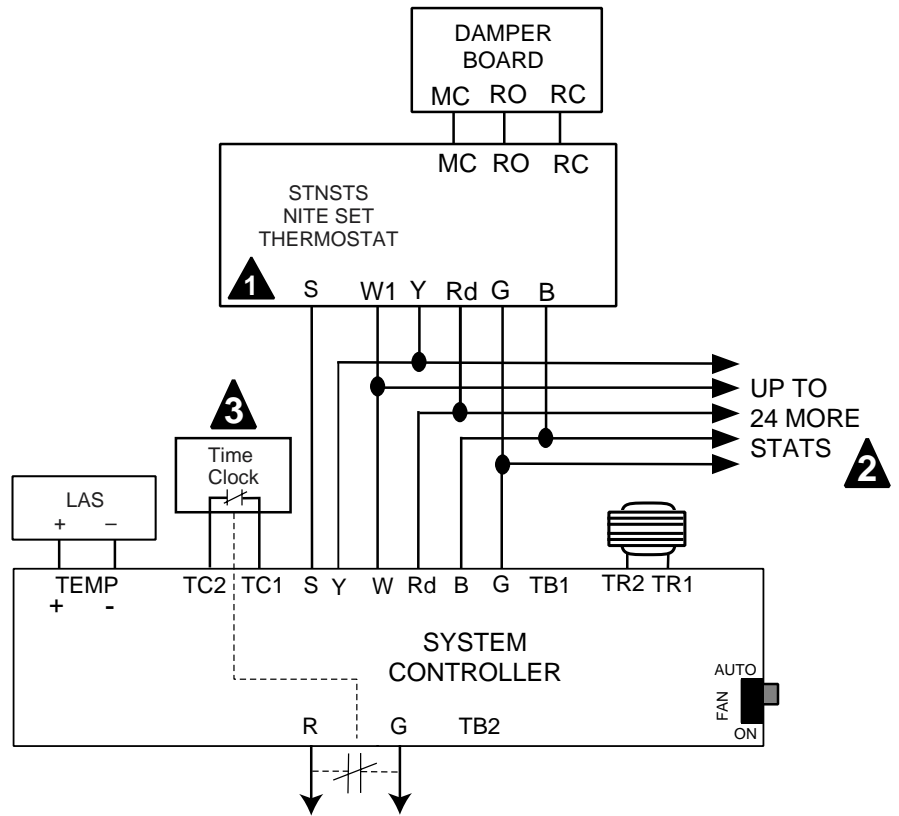 DAMPER
BOARD
MC RO RC
MC RO RC
STNSTS
NITE SET
THERMOSTAT
1
S W1 Y Rd G B
UP TO
24 MORE
STATS
2
3
Time
Clock
LAS
+ –
TEMP TC2 TC1 S Y W Rd B G TB1 TR2 TR1
+ -
SYSTEM
CONTROLLER
AUTO
FAN
ON
R G TB2